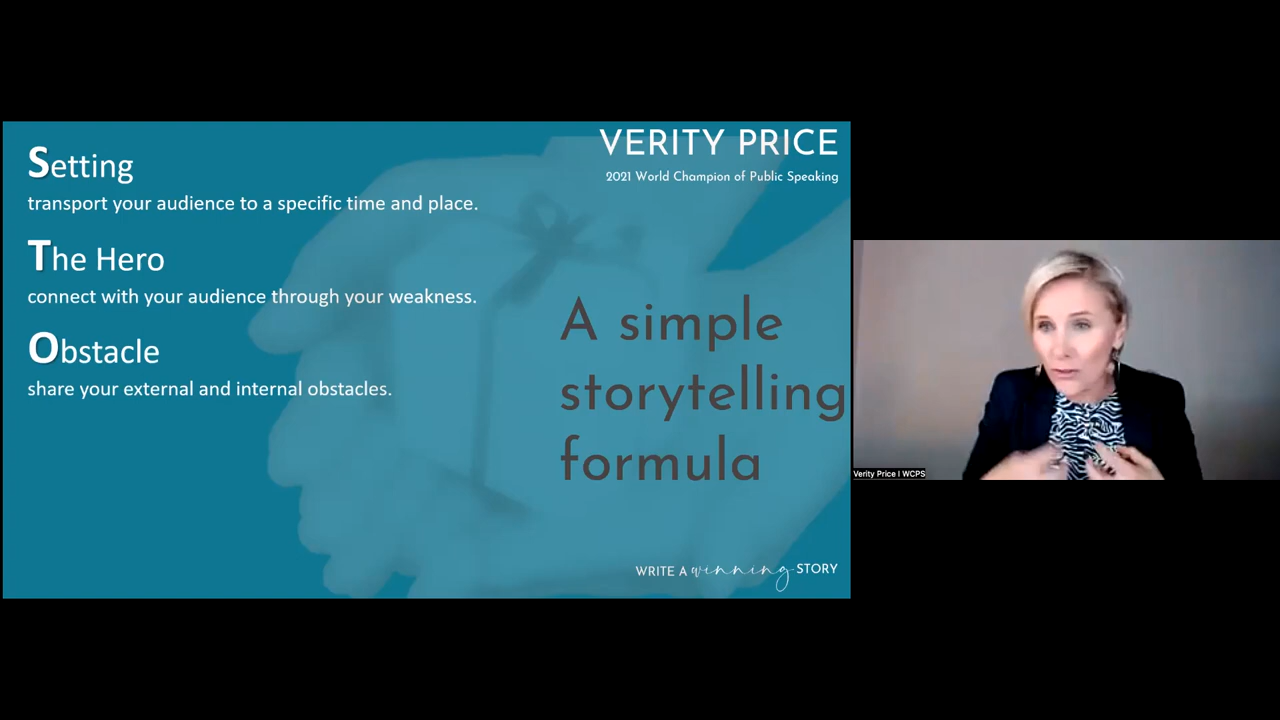 Setting
transport your audience to a specific time and place.
The Hero
connect with your audience through your weakness.
Obstacle
share your external and internal obstacles.
VERITY PRICE
2021 World Champion of Public Speaking
A simple
storytelling
formula
WRITE A winning STORY
Verity Price I WCPS